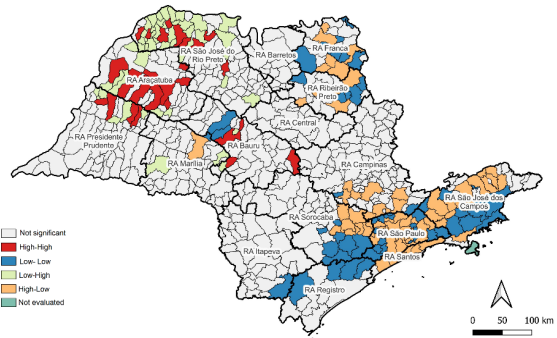 RA Franca
RA São José do
Rio Preto
RA Barretos
RA Araçatuba
RA Ribeirão
Preto
RA Central
RA Presidente
Prudente
RA Bauru
RA Marília
RA Campinas
RA São José dos
Campos
RA Sorocaba
RA São Paulo
RA Itapeva
RA Santos
RA Registro
Not significant
High-High
Low- Low
Low-High
High-Low
Not evaluated
0 50 100 km